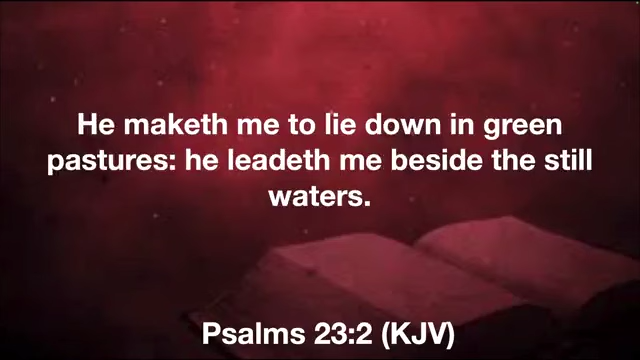 He maketh me to lie down in green
pastures: he leadeth me beside the still
waters.
Psalms 23:2 (KJV)